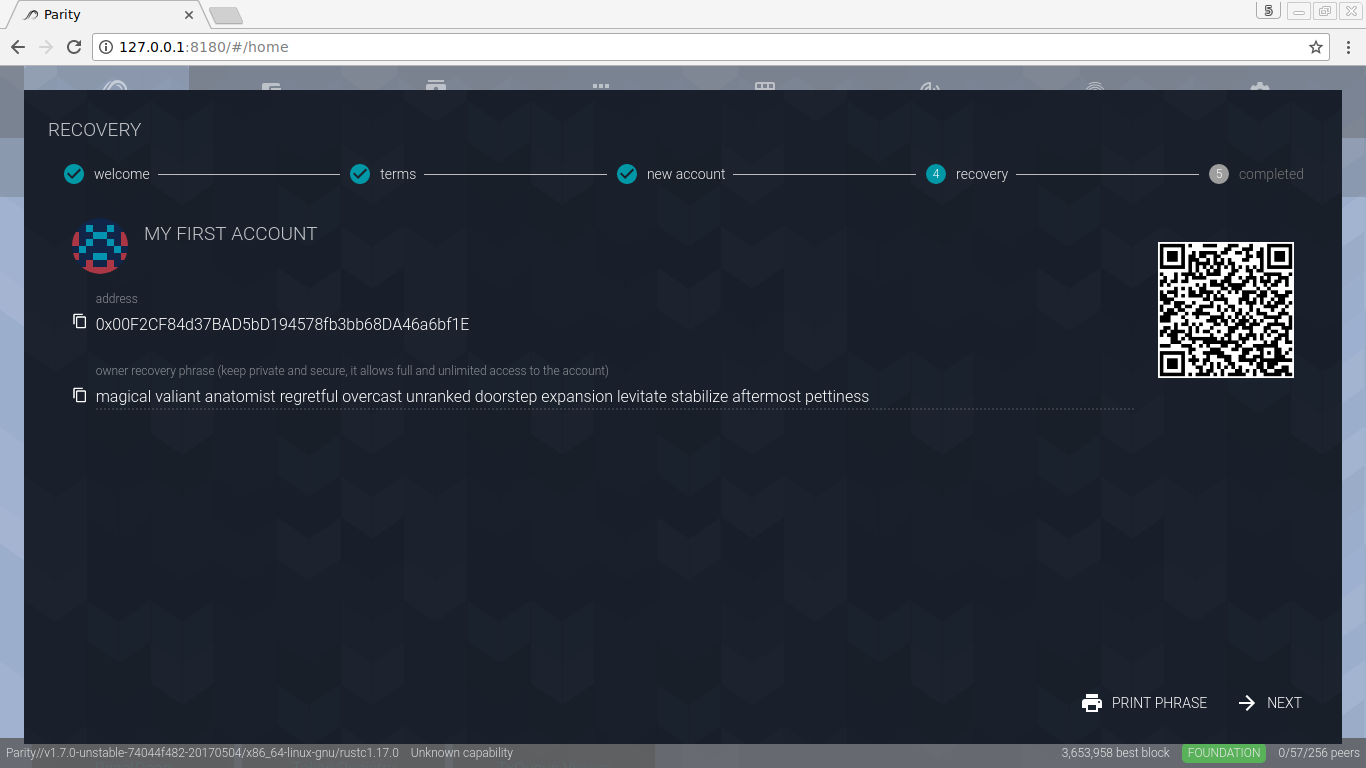 Parity
5
127.0.0.1:8180/#/home
RECOVERY
welcome
terms
new account
4 recovery
5 completed
MY FIRST ACCOUNT
address
0x00F2CF84d37BAD5bD194578fb3bb68DA46a6bf1E
owner recovery phrase (keep private and secure, it allows full and unlimited access to the account)
magical valiant anatomist regretful overcast unranked doorstep expansion levitate stabilize aftermost pettiness
PRINT PHRASE
NEXT
Parity//v1.7.0-unstable-74044f482-20170504/x86_64-linux-gnu/rustc1.17.0 Unknown capability
3,653,958 best block FOUNDATION 0/57/256 peers